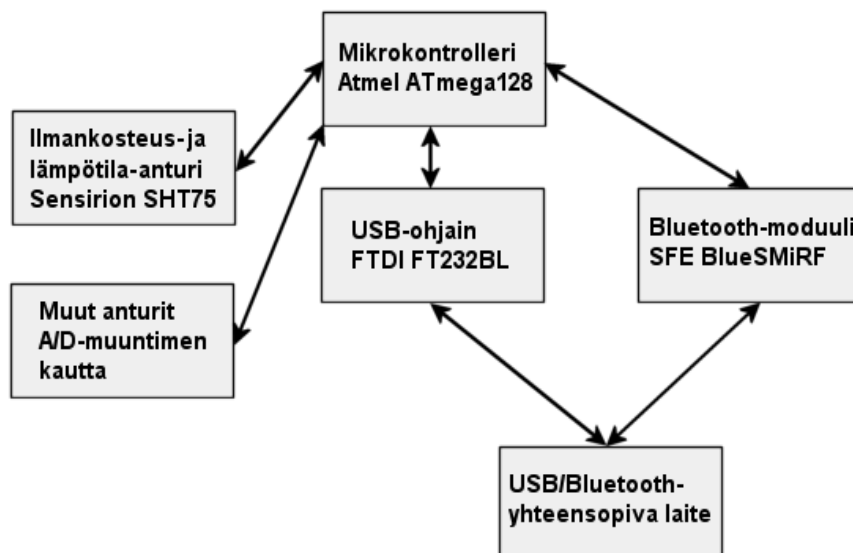 Mikrokontrolleri
Atmel ATmega128
Ilmankosteus-ja
lämpötila-anturi
Sensirion SHT75
USB-ohjain
FTDI FT232BL
Bluetooth-moduuli
SFE BlueSMiRF
Muut anturit
A/D-muuntimen
kautta
USB/Bluetooth-
yhteensopiva laite